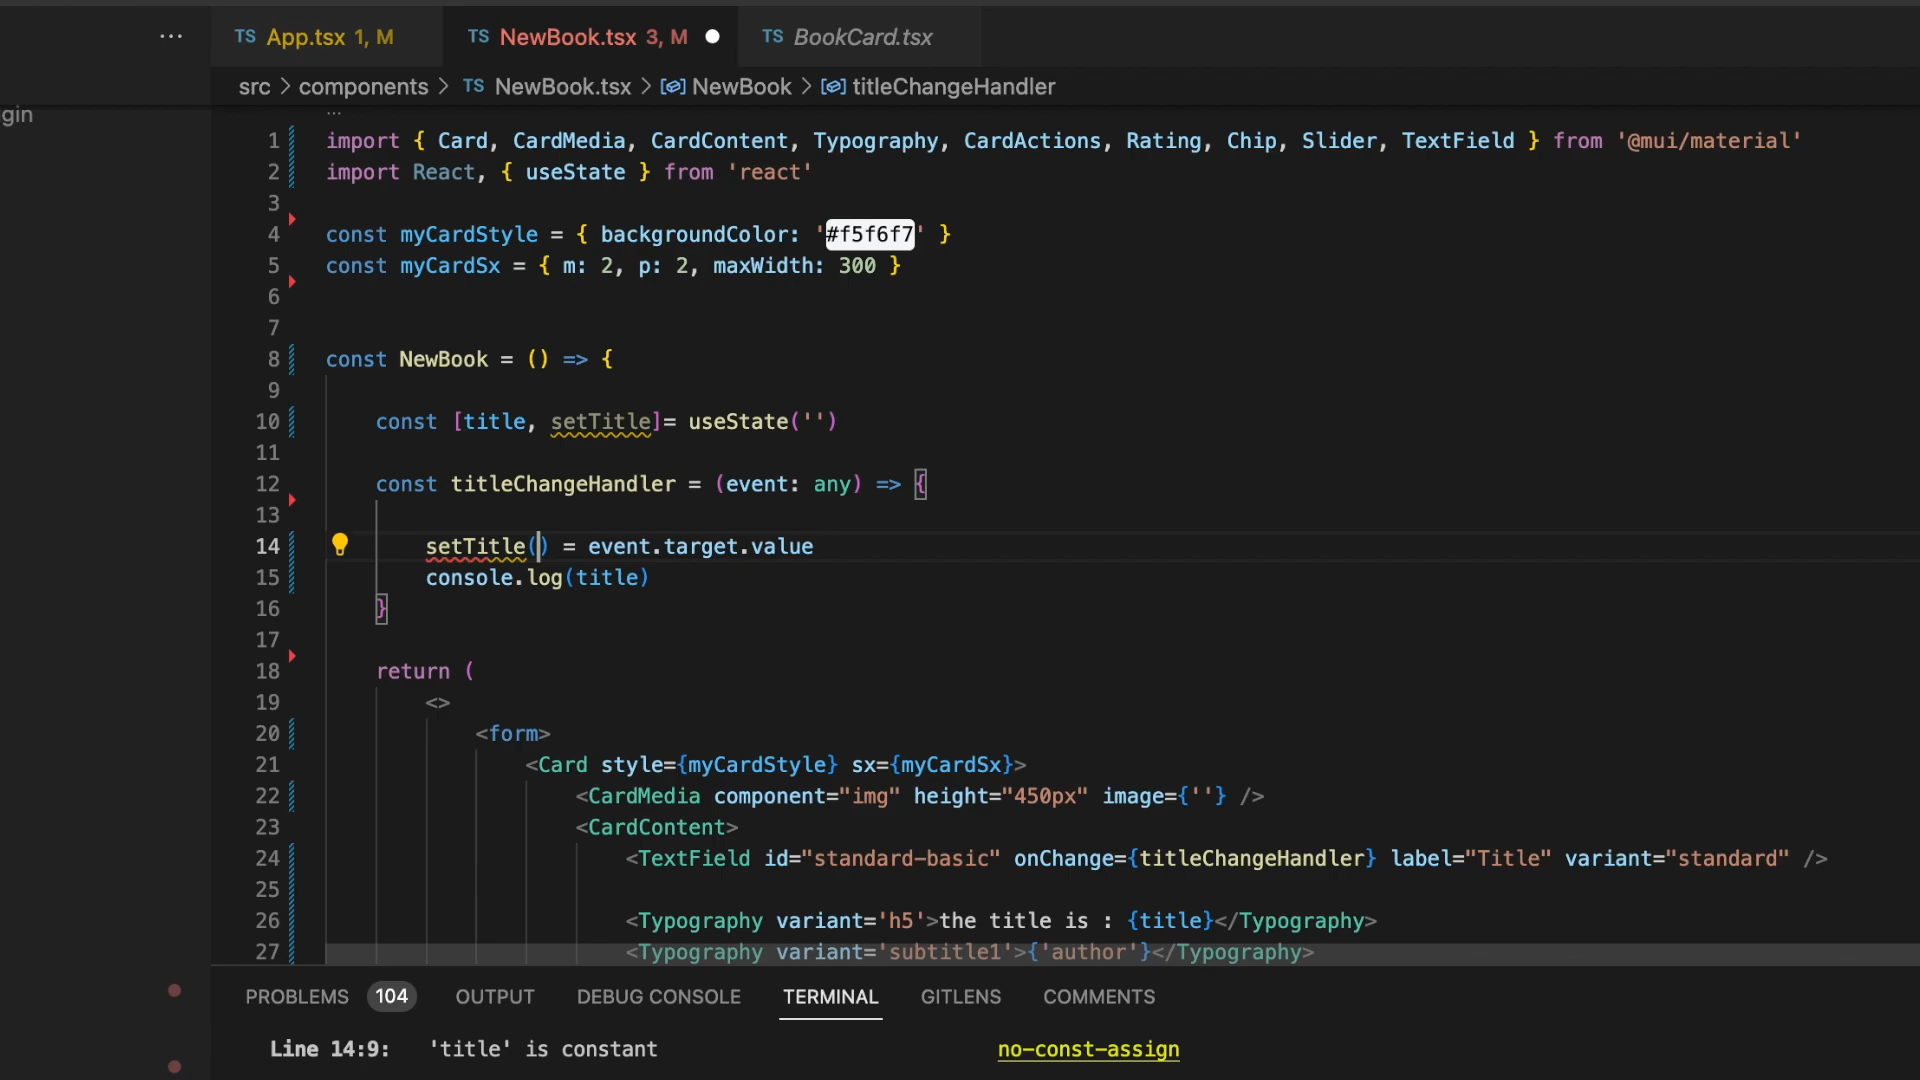 ··· TS App.tsx 1, M TS NewBook.tsx 3, M TS BookCard.tsx
src > components > TS NewBook.tsx > NewBook > titleChangeHandler
gin
...
1 import { Card, CardMedia, CardContent, Typography, CardActions, Rating, Chip, Slider, TextField } from '@mui/material'
2 import React, { useState } from 'react'
3
4 const myCardStyle = { backgroundColor: '#f5f6f7' }
5 const myCardSx = { m: 2, p: 2, maxWidth: 300 }
6
7
8 const NewBook = () => {
9
10 const [title, setTitle]= useState('')
11
12 const titleChangeHandler = (event: any) => {
13
14 setTitle() = event.target.value
15 console.log(title)
16 }
17
18 return (
19 <>
20 <form>
21 <Card style={myCardStyle} sx={myCardSx}>
22 <CardMedia component="img" height="450px" image={''} />
23 <CardContent>
24 <TextField id="standard-basic" onChange={titleChangeHandler} label="Title" variant="standard" />
25
26 <Typography variant='h5'>the title is : {title}</Typography>
27 <Typography variant='subtitle1'>{'author'}</Typography>
PROBLEMS 104 OUTPUT DEBUG CONSOLE TERMINAL GITLENS COMMENTS
Line 14:9: 'title' is constant no-const-assign